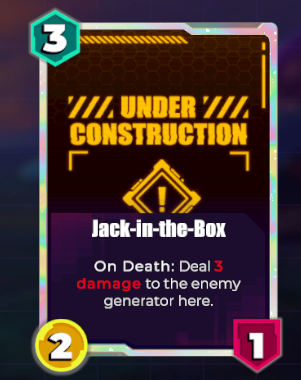 3
/// UNDER ///
CONSTRUCTION
!
Jack-in-the-Box
On Death: Deal 3
damage to the enemy
generator here.
2
1